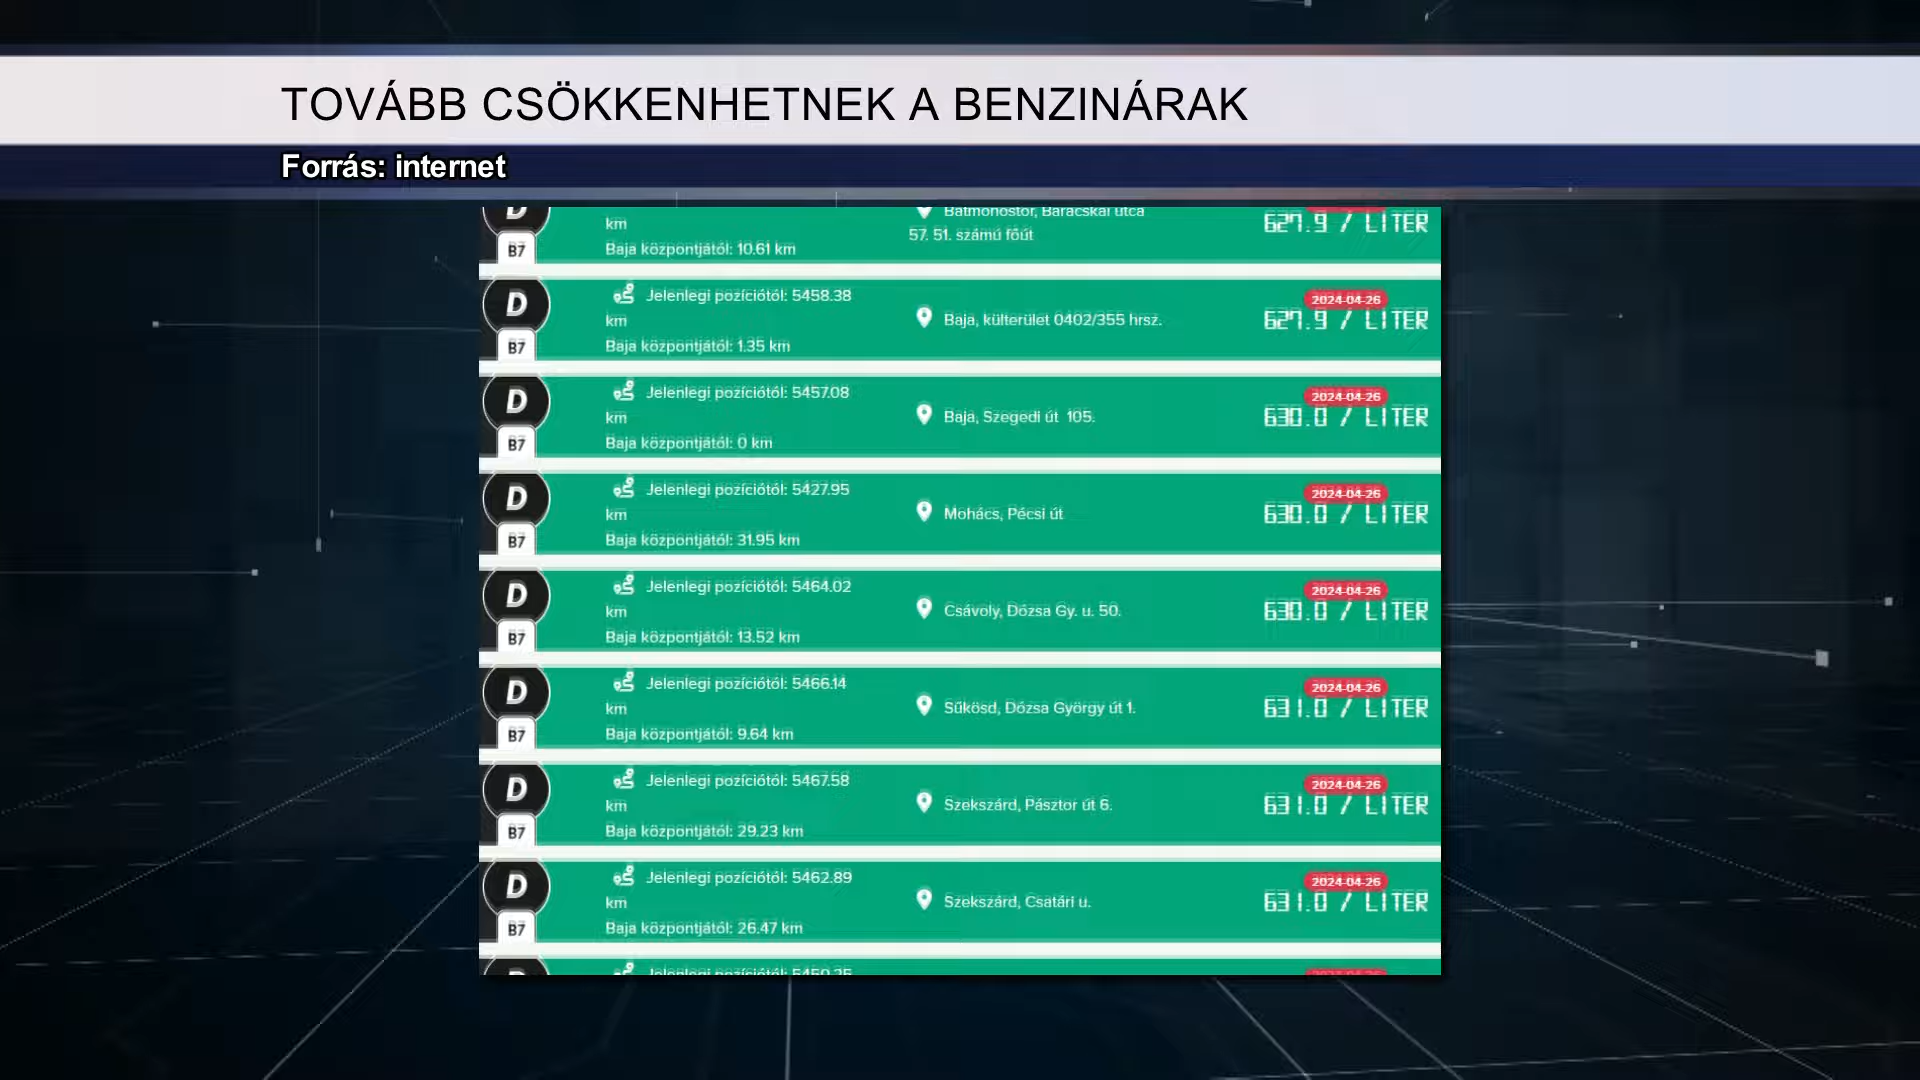 TOVÁBB CSÖKKENHETNEK A BENZINÁRAK
Forrás: internet
D
B7
km
Baja központjától: 10.61 km
Bátmonostor, Baracskai utca
57. 51. számú főút
627.9 / LITER
D
B7
Jelenlegi pozíciótól: 5458.38
km
Baja központjától: 1.35 km
Baja, külterület 0402/355 hrsz.
2024-04-26
627.9 / LITER
D
B7
Jelenlegi pozíciótól: 5457.08
km
Baja központjától: 0 km
Baja, Szegedi út 105.
2024-04-26
630.0 / LITER
D
B7
Jelenlegi pozíciótól: 5427.95
km
Baja központjától: 31.95 km
Mohács, Pécsi út
2024-04-26
630.0 / LITER
D
B7
Jelenlegi pozíciótól: 5464.02
km
Baja központjától: 13.52 km
Csávoly, Dózsa Gy. u. 50.
2024-04-26
630.0 / LITER
D
B7
Jelenlegi pozíciótól: 5466.14
km
Baja központjától: 9.64 km
Sükösd, Dózsa György út 1.
2024-04-26
631.0 / LITER
D
B7
Jelenlegi pozíciótól: 5467.58
km
Baja központjától: 29.23 km
Szekszárd, Pásztor út 6.
2024-04-26
631.0 / LITER
D
B7
Jelenlegi pozíciótól: 5462.89
km
Baja központjától: 26.47 km
Szekszárd, Csatári u.
2024-04-26
631.0 / LITER
D
Jelenlegi pozíciótól: